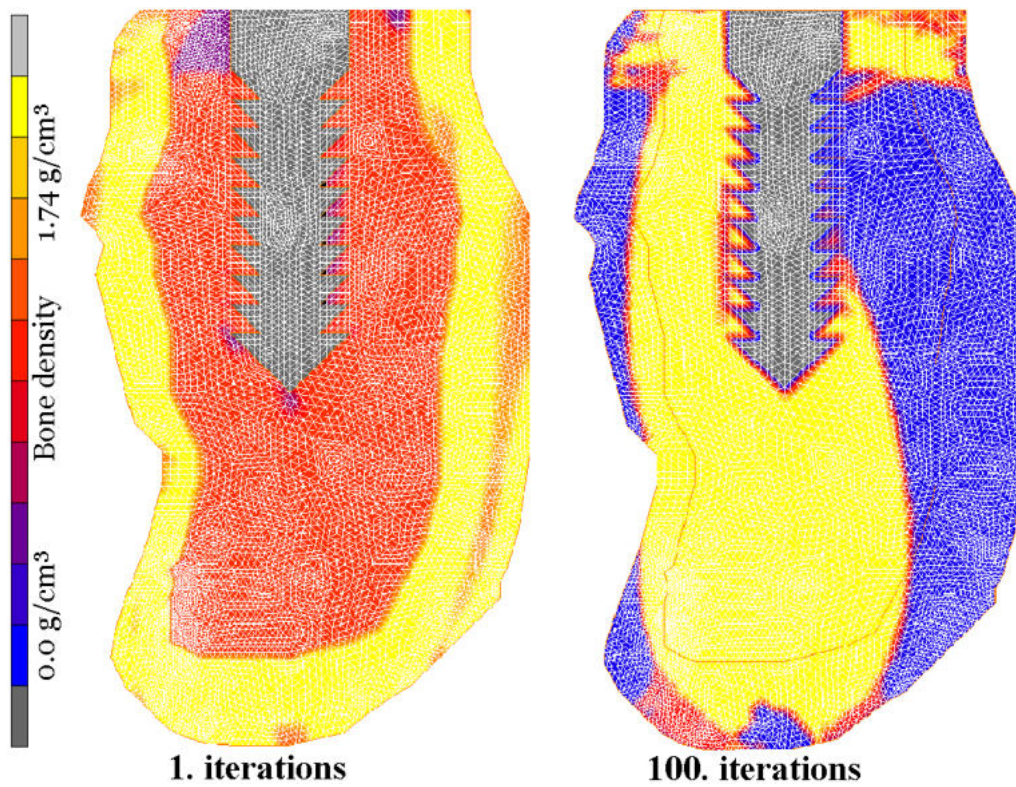 1.74 g/cm³
Bone density
0.0 g/cm³
1. iterations
100. iterations